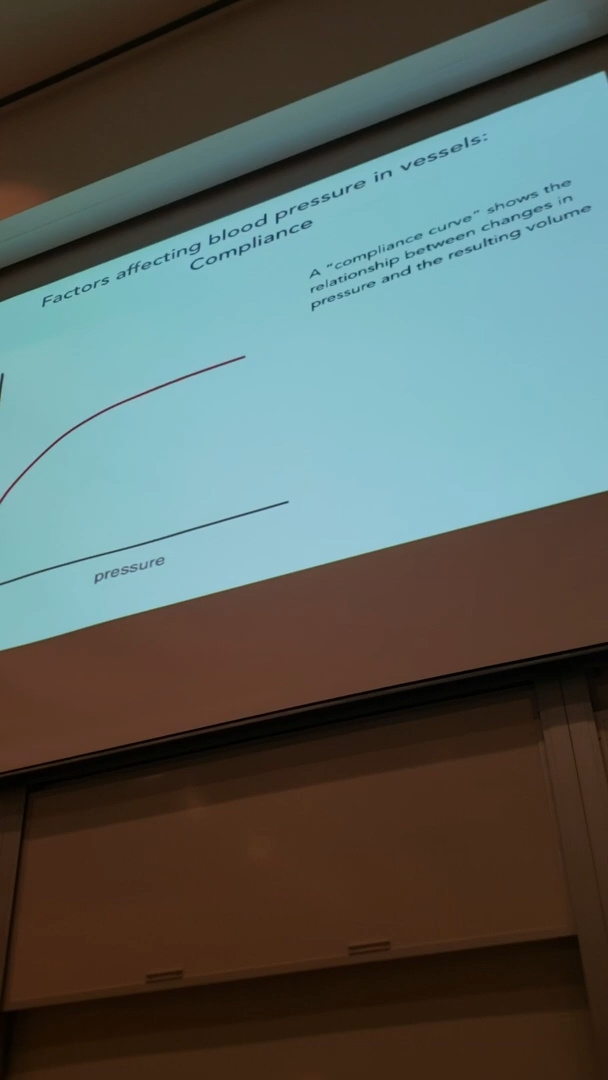 Factors affecting blood pressure in vessels:
Compliance
A "compliance curve" shows the
relationship between changes in
pressure and the resulting volume
pressure